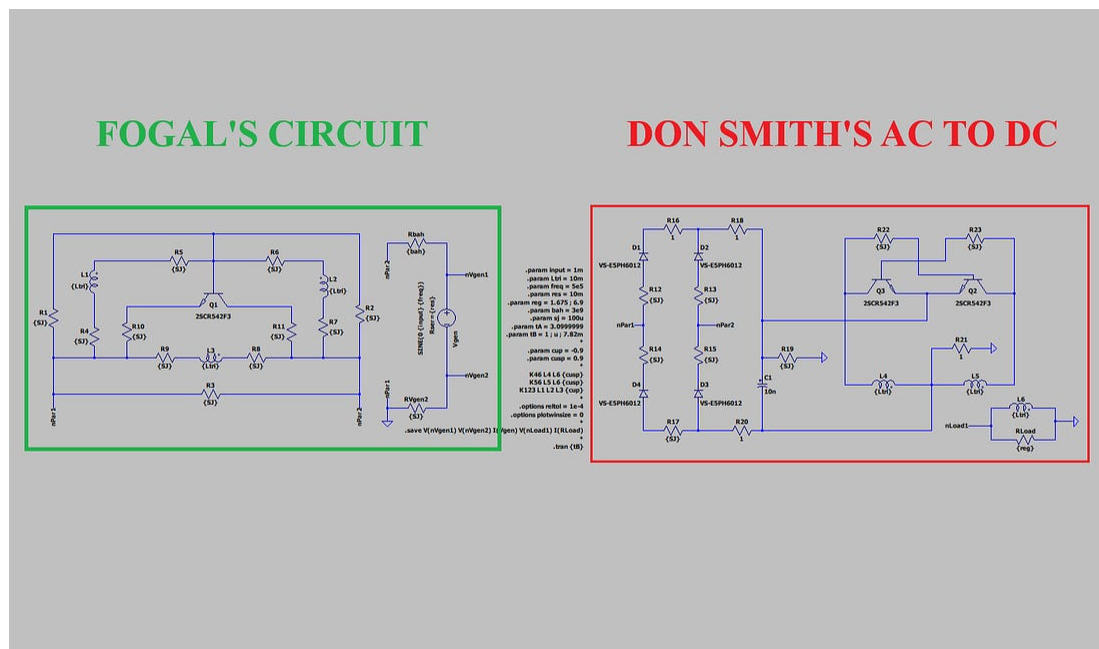 FOGAL'S CIRCUIT
DON SMITH'S AC TO DC
R5
{SJ}
R6
{SJ}
L1
{Ltrl}
L2
{Ltrl}
Q1
2SCR542F3
R1
{SJ}
R2
{SJ}
R4
{SJ}
R10
{SJ}
R11
{SJ}
R7
{SJ}
R9
{SJ}
L3
{Ltrl}
R8
{SJ}
R3
{SJ}
nPar1
nPar2
Rbah
{bah}
nPar2
nVgen1
SINE(0 {input} {freq})
Rser={res}
Vgen
nVgen2
nPar1
RVgen2
{SJ}
.param input = 1m
.param Ltrl = 10m
.param freq = 5e5
.param res = 10m
.param reg = 1.675 ; 6.9
.param bah = 3e9
.param sj = 100u
.param tA = 3.0999999
.param tB = 1 ; u ; 7.82m
.param cup = -0.9
.param cusp = 0.9
K46 L4 L6 {cusp}
K56 L5 L6 {cusp}
K123 L1 L2 L3 {cup}
.options reltol = 1e-4
.options plotwinsize = 0
.save V(nVgen1) V(nVgen2) I(Vgen) V(nLoad1) I(RLoad)
.tran {tB}
R16
1
R18
1
D1
VS-E5PH6012
D2
VS-E5PH6012
R12
{SJ}
R13
{SJ}
nPar1
nPar2
R14
{SJ}
R15
{SJ}
D4
VS-E5PH6012
D3
VS-E5PH6012
R17
{SJ}
R20
1
R19
{SJ}
C1
10n
R22
{SJ}
R23
{SJ}
Q3
2SCR542F3
Q2
2SCR542F3
R21
1
L4
{Ltrl}
L5
{Ltrl}
L6
{Ltrl}
nLoad1
RLoad
{reg}